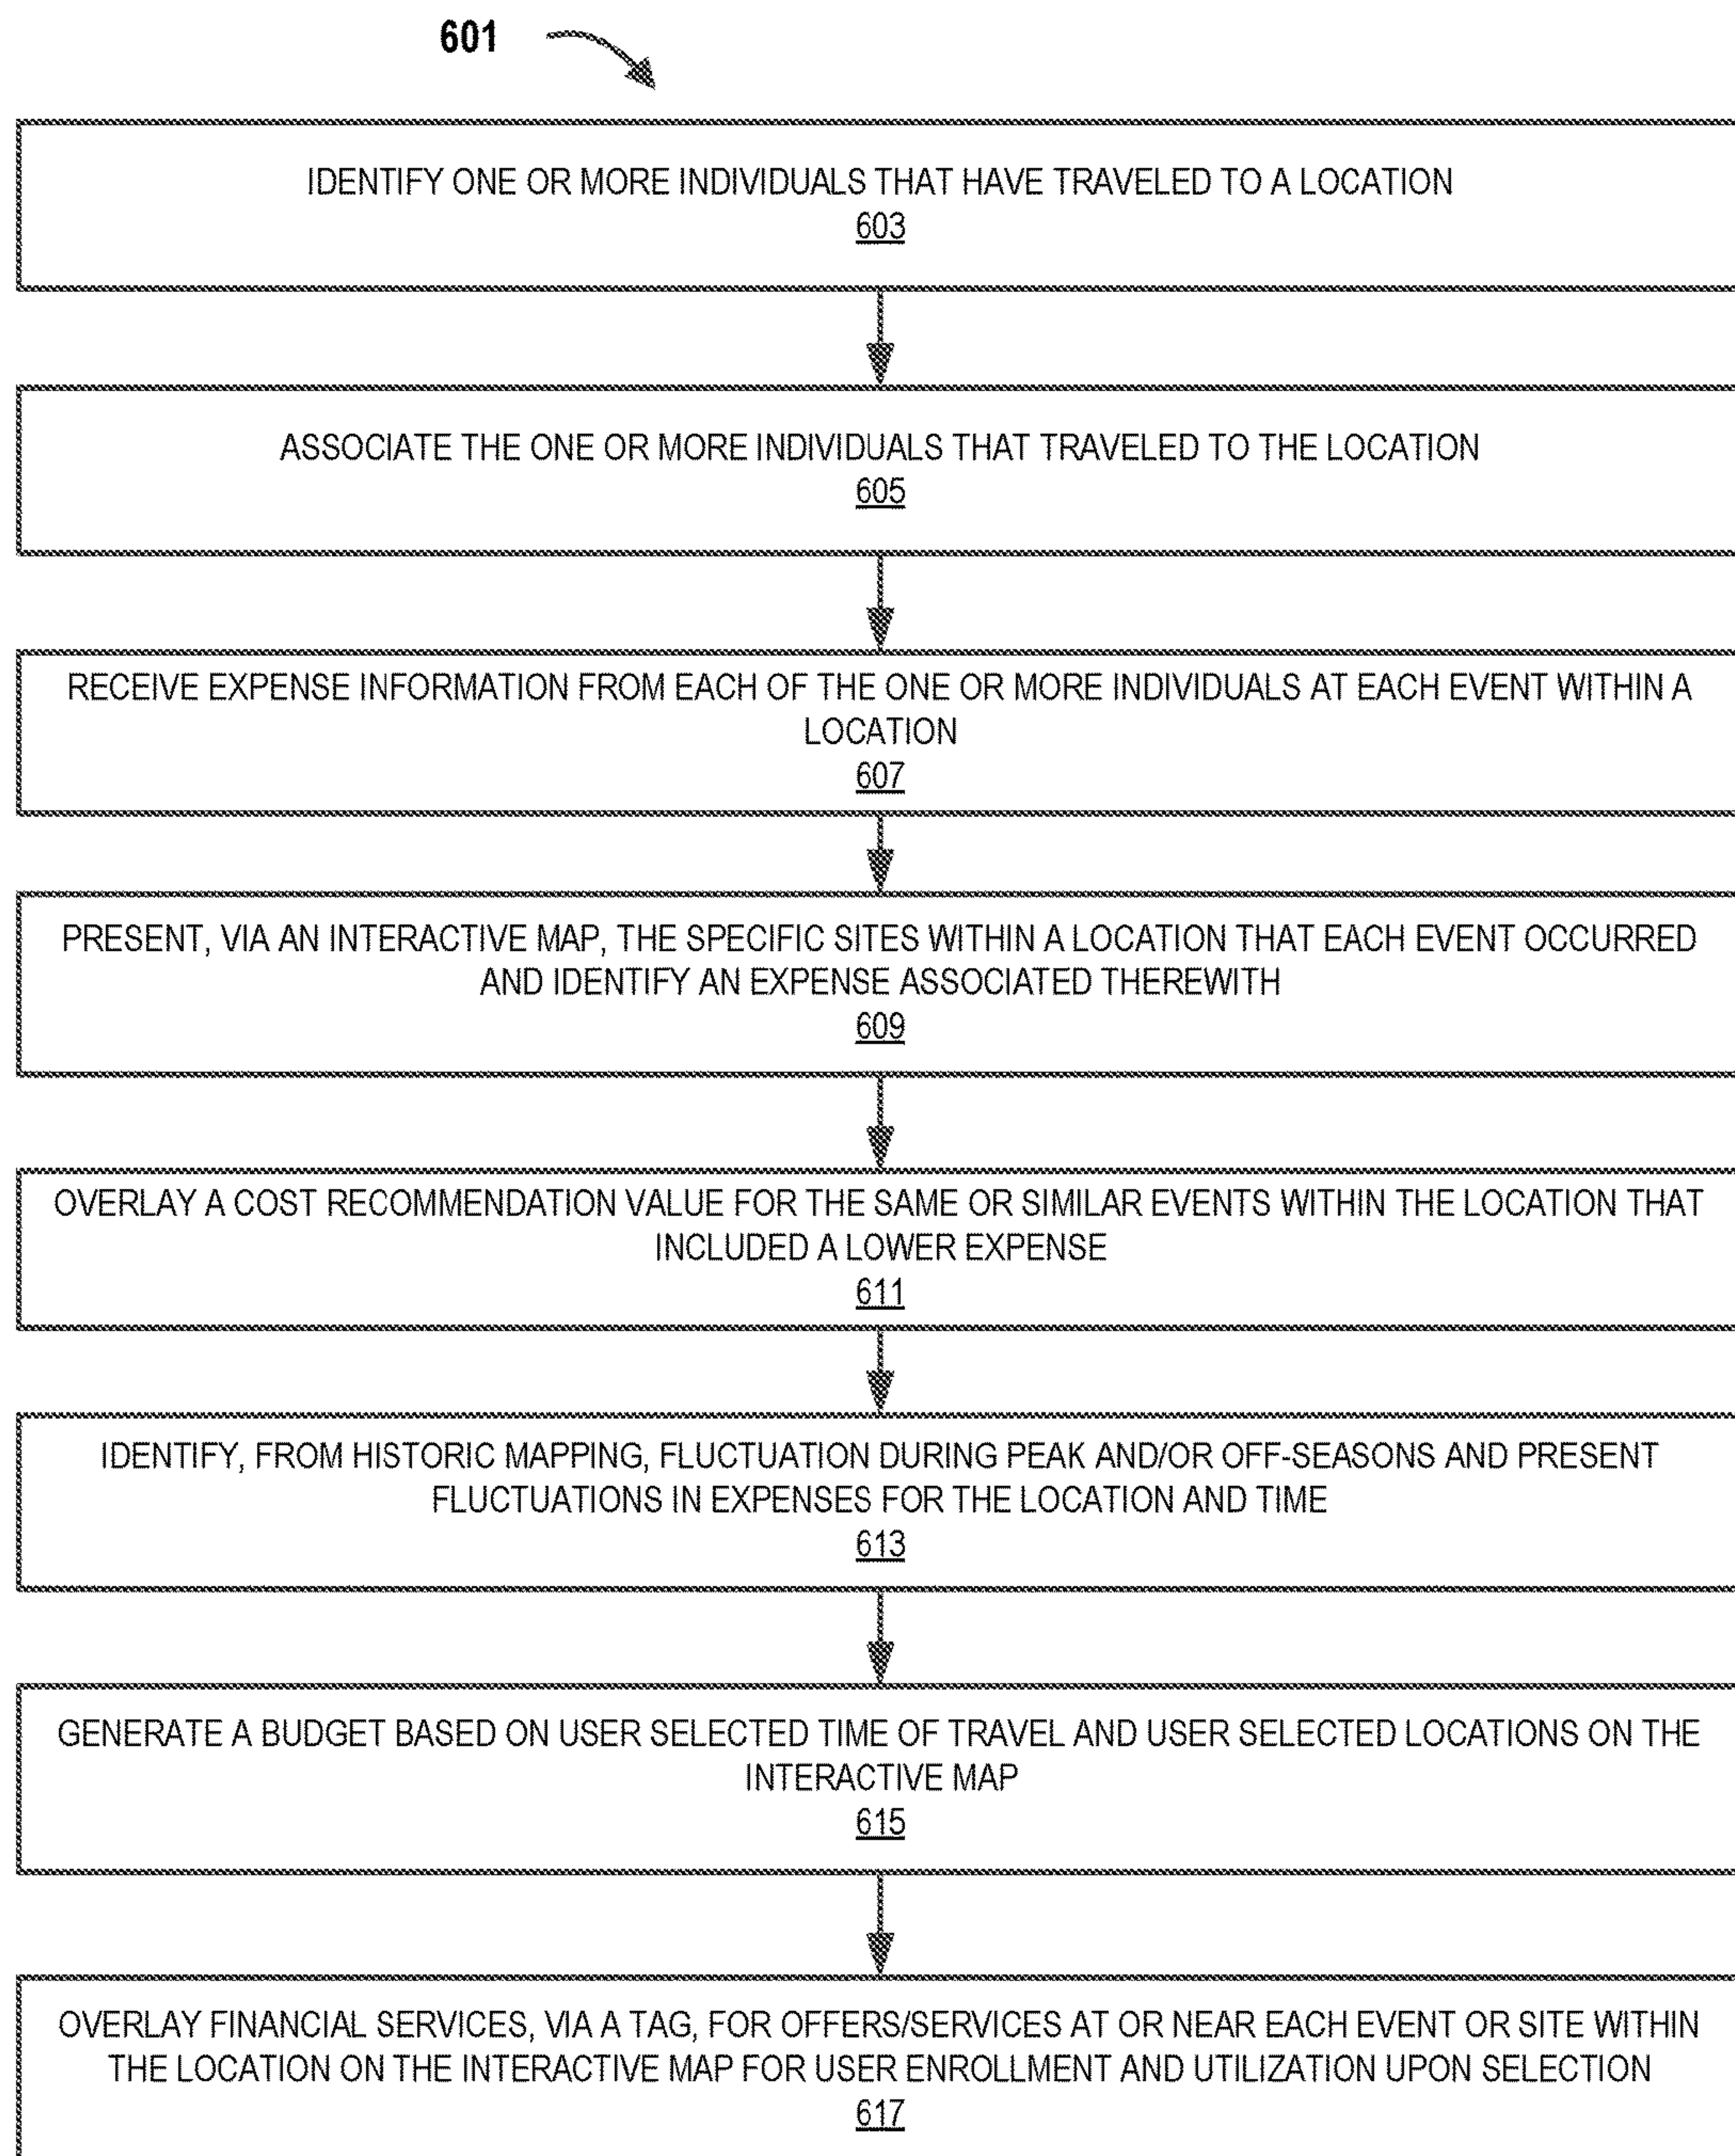 601
IDENTIFY ONE OR MORE INDIVIDUALS THAT HAVE TRAVELED TO A LOCATION
603
ASSOCIATE THE ONE OR MORE INDIVIDUALS THAT TRAVELED TO THE LOCATION
605
RECEIVE EXPENSE INFORMATION FROM EACH OF THE ONE OR MORE INDIVIDUALS AT EACH EVENT WITHIN A
LOCATION
607
PRESENT, VIA AN INTERACTIVE MAP, THE SPECIFIC SITES WITHIN A LOCATION THAT EACH EVENT OCCURRED
AND IDENTIFY AN EXPENSE ASSOCIATED THEREWITH
609
OVERLAY A COST RECOMMENDATION VALUE FOR THE SAME OR SIMILAR EVENTS WITHIN THE LOCATION THAT
INCLUDED A LOWER EXPENSE
611
IDENTIFY, FROM HISTORIC MAPPING, FLUCTUATION DURING PEAK AND/OR OFF-SEASONS AND PRESENT
FLUCTUATIONS IN EXPENSES FOR THE LOCATION AND TIME
613
GENERATE A BUDGET BASED ON USER SELECTED TIME OF TRAVEL AND USER SELECTED LOCATIONS ON THE
INTERACTIVE MAP
615
OVERLAY FINANCIAL SERVICES, VIA A TAG, FOR OFFERS/SERVICES AT OR NEAR EACH EVENT OR SITE WITHIN
THE LOCATION ON THE INTERACTIVE MAP FOR USER ENROLLMENT AND UTILIZATION UPON SELECTION
617